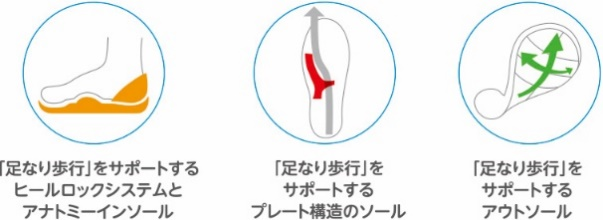 「足なり歩行」をサポートする
ヒールロックシステムと
アナトミーインソール
「足なり歩行」を
サポートする
プレート構造のソール
「足なり歩行」を
サポートする
アウトソール